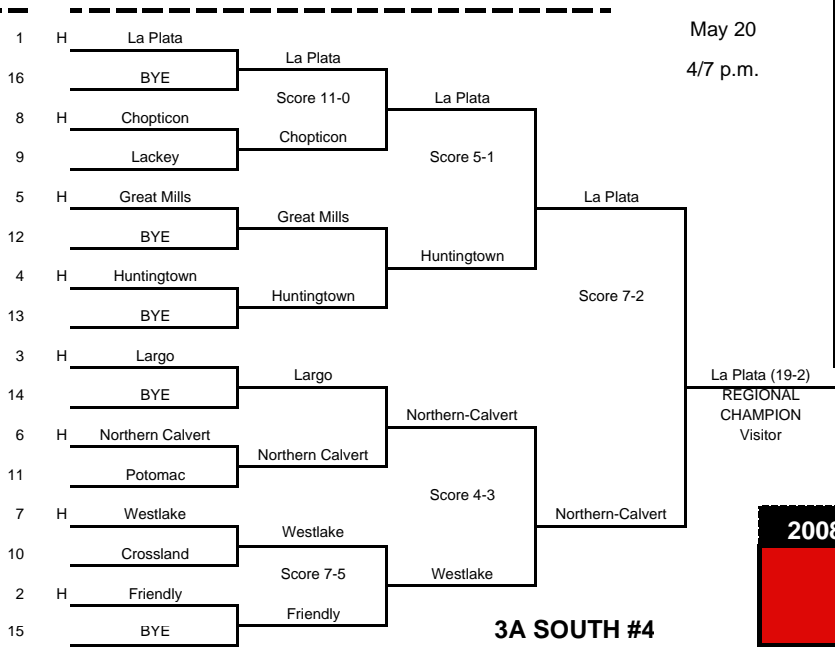 May 20
4/7 p.m.
1 H La Plata
La Plata
16 BYE
Score 11-0
La Plata
8 H Chopticon
Chopticon
9 Lackey
Score 5-1
5 H Great Mills
La Plata
Great Mills
12 BYE
Huntingtown
4 H Huntingtown
Huntingtown
Score 7-2
13 BYE
3 H Largo
Largo
La Plata (19-2)
14 BYE
REGIONAL
CHAMPION
Visitor
Northern-Calvert
6 H Northern Calvert
Northern Calvert
11 Potomac
Score 4-3
7 H Westlake
Northern-Calvert
Westlake
2008
10 Crossland
Score 7-5
Westlake
2 H Friendly
Friendly
15 BYE
3A SOUTH #4